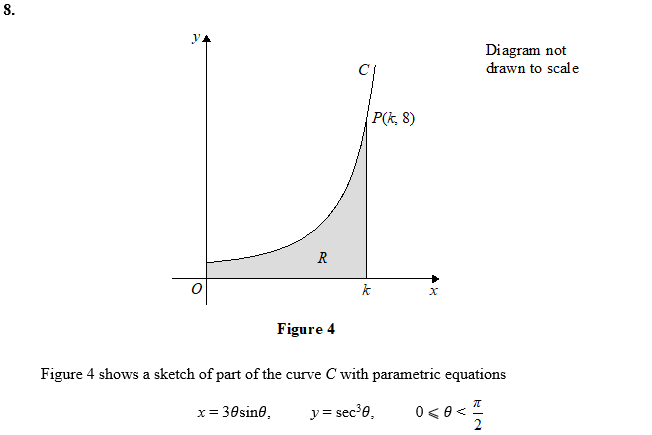 8.
y
Diagram not
drawn to scale
C
P(k, 8)
R
O
k
x
Figure 4
Figure 4 shows a sketch of part of the curve C with parametric equations
x = 3θsinθ, y = sec³θ, 0 ⩽ θ < π/2